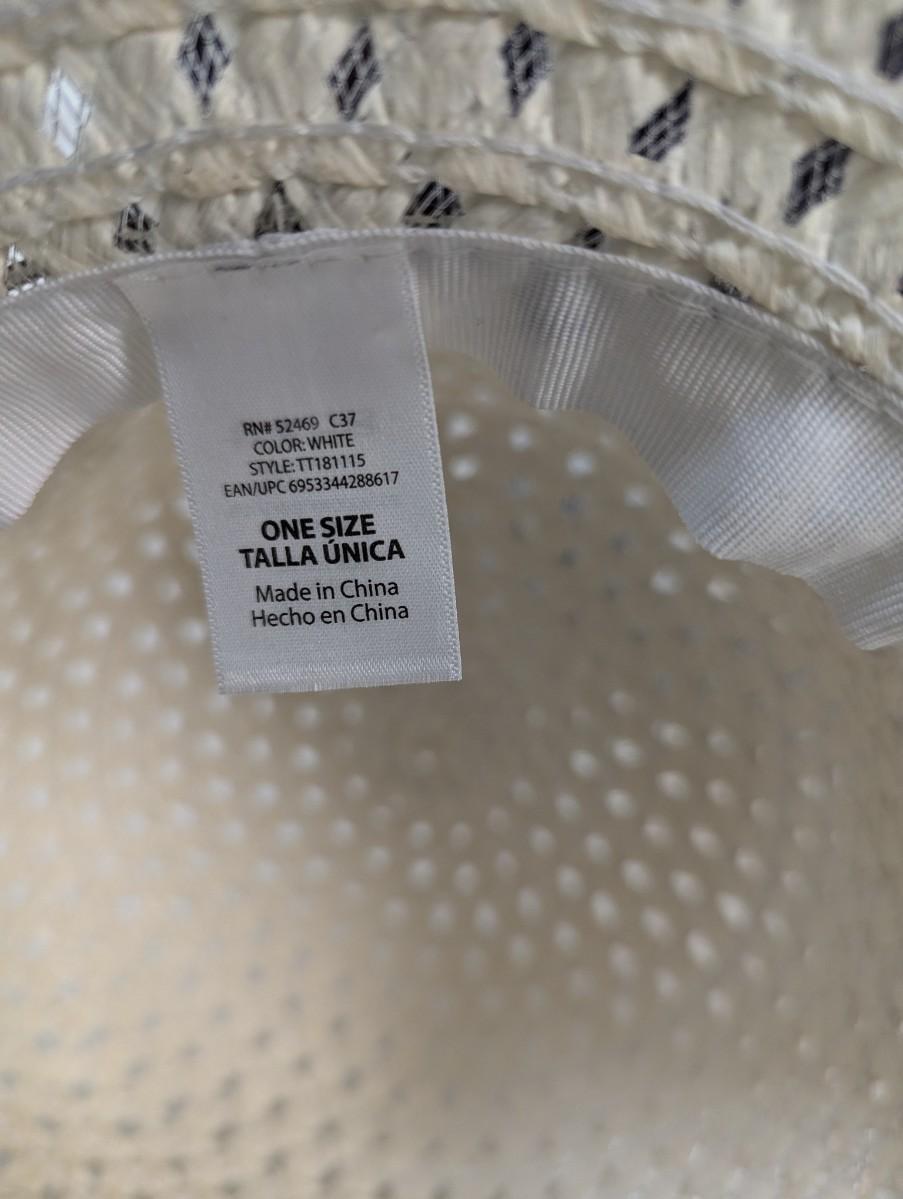 RN# 52469 C37
COLOR: WHITE
STYLE: TT181115
EAN/UPC 6953344288617
ONE SIZE
TALLA ÚNICA
Made in China
Hecho en China